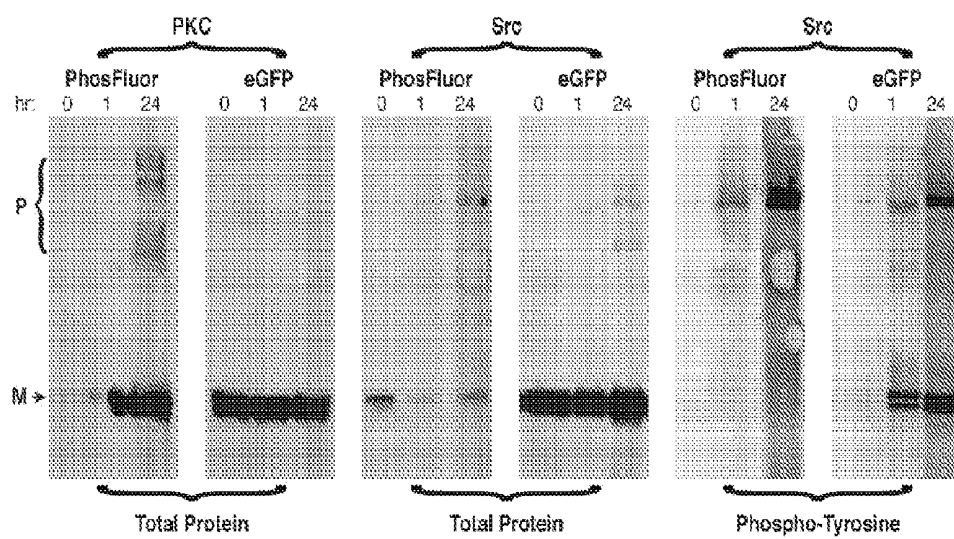 PKC Src Src
PhosFluor eGFP PhosFluor eGFP PhosFluor eGFP
hr: 0 1 24 0 1 24 0 1 24 0 1 24 0 1 24 0 1 24
P
M
Total Protein Total Protein Phospho-Tyrosine